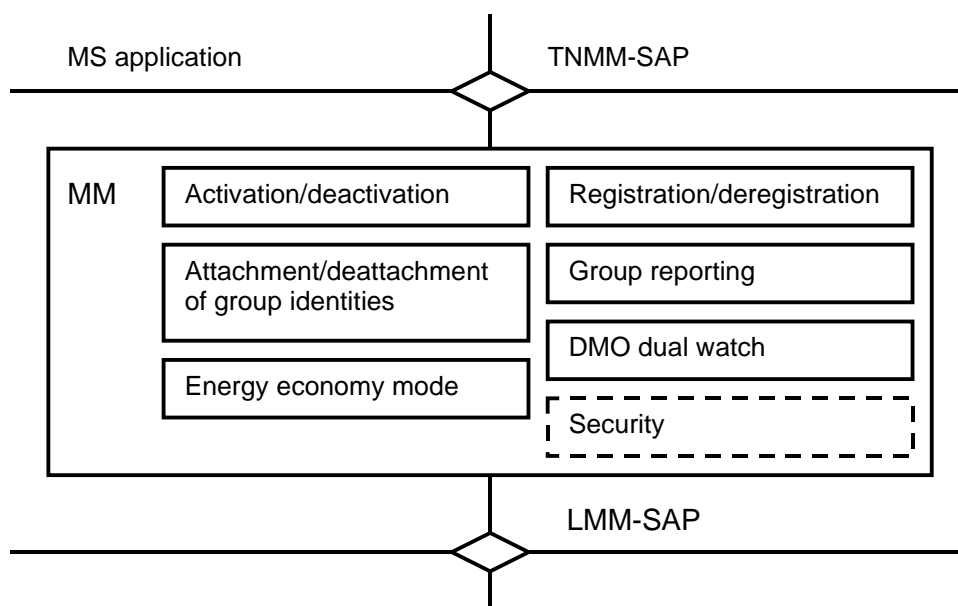 MS application
TNMM-SAP
MM
Activation/deactivation
Registration/deregistration
Attachment/deattachment
of group identities
Group reporting
DMO dual watch
Energy economy mode
Security
LMM-SAP